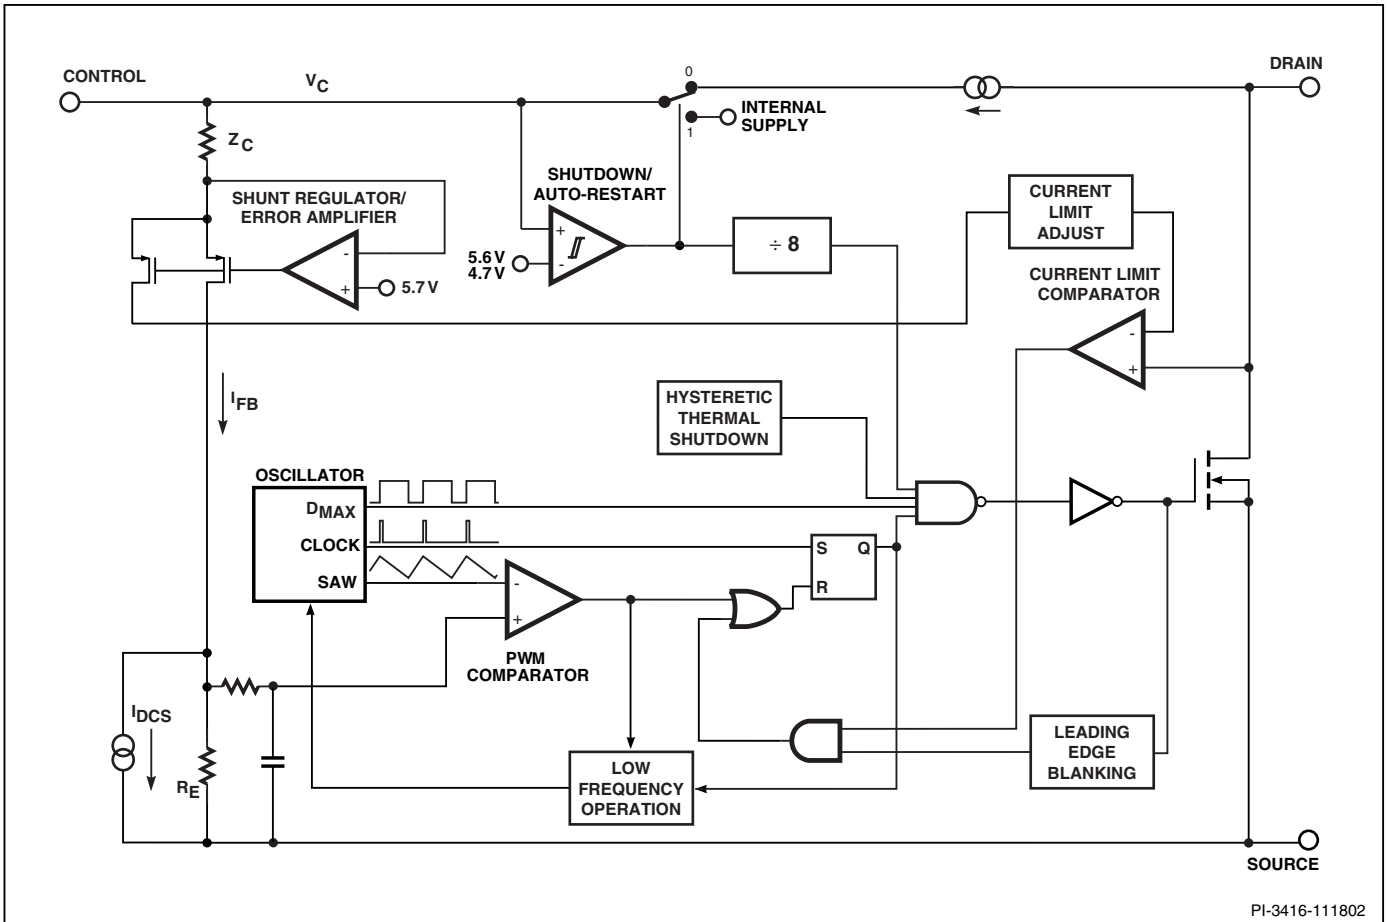 CONTROL
V_C
0
DRAIN
INTERNAL
SUPPLY
1
Z_C
SHUNT REGULATOR/
ERROR AMPLIFIER
SHUTDOWN/
AUTO-RESTART
CURRENT
LIMIT
ADJUST
-
+
5.7 V
+
-
5.6 V
4.7 V
÷ 8
CURRENT LIMIT
COMPARATOR
-
+
I_FB
HYSTERETIC
THERMAL
SHUTDOWN
OSCILLATOR
D_MAX
CLOCK
SAW
S
Q
R
-
+
PWM
COMPARATOR
I_DCS
R_E
LOW
FREQUENCY
OPERATION
LEADING
EDGE
BLANKING
SOURCE
PI-3416-111802